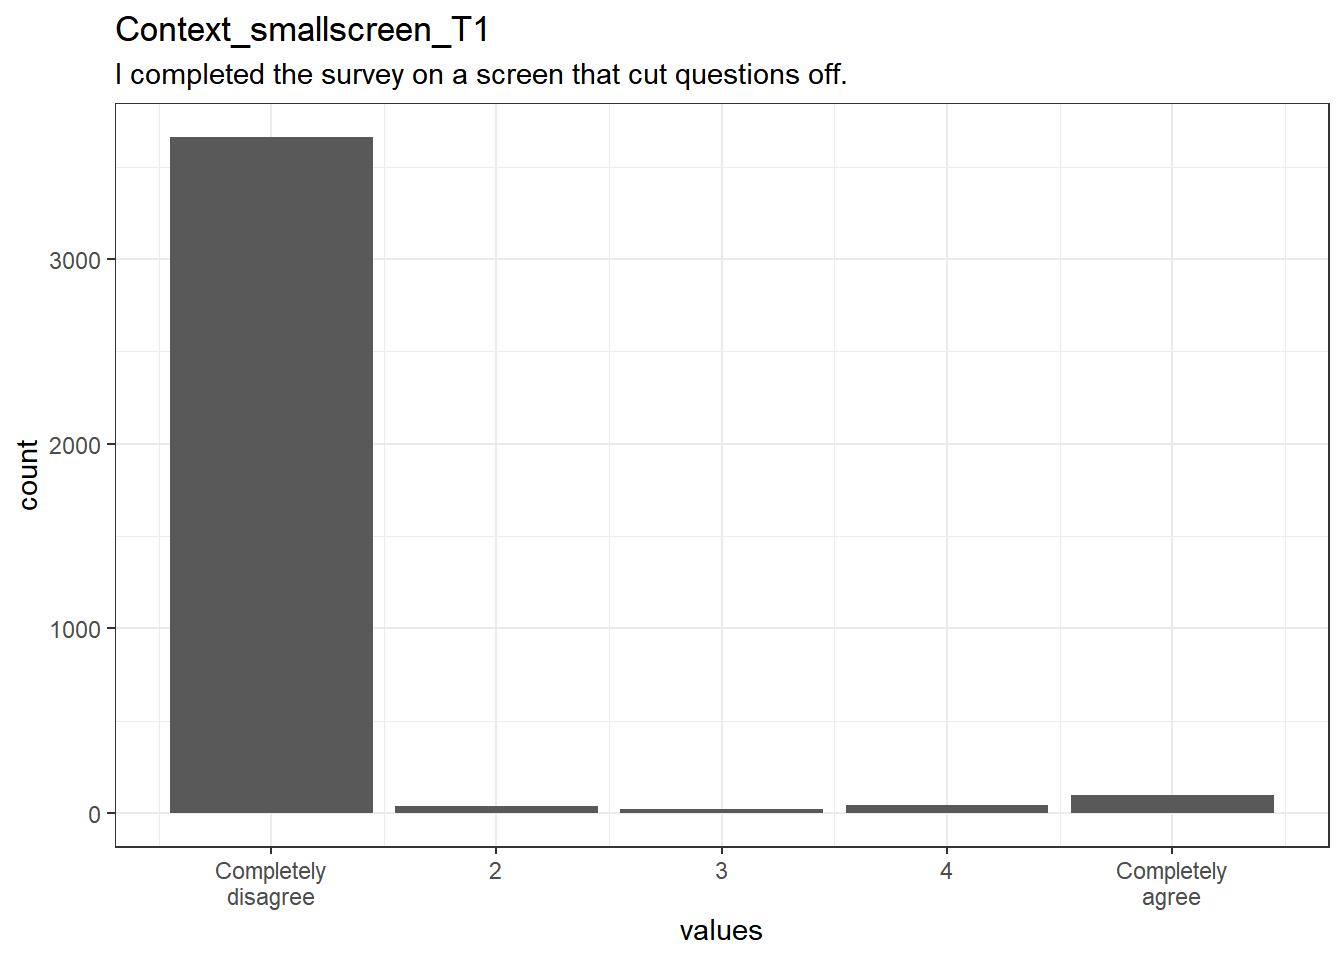 Context_smallscreen_T1
I completed the survey on a screen that cut questions off.
count
3000
2000
1000
0
Completely
disagree
2
3
4
Completely
agree
values